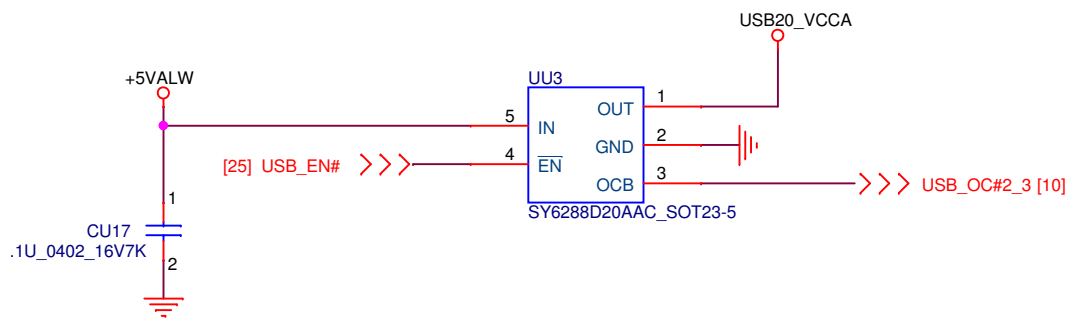 USB20_VCCA
+5VALW
UU3
1
OUT
5
IN
2
GND
[25] USB_EN#
4
EN
3
OCB
USB_OC#2_3 [10]
SY6288D20AAC_SOT23-5
1
CU17
.1U_0402_16V7K
2